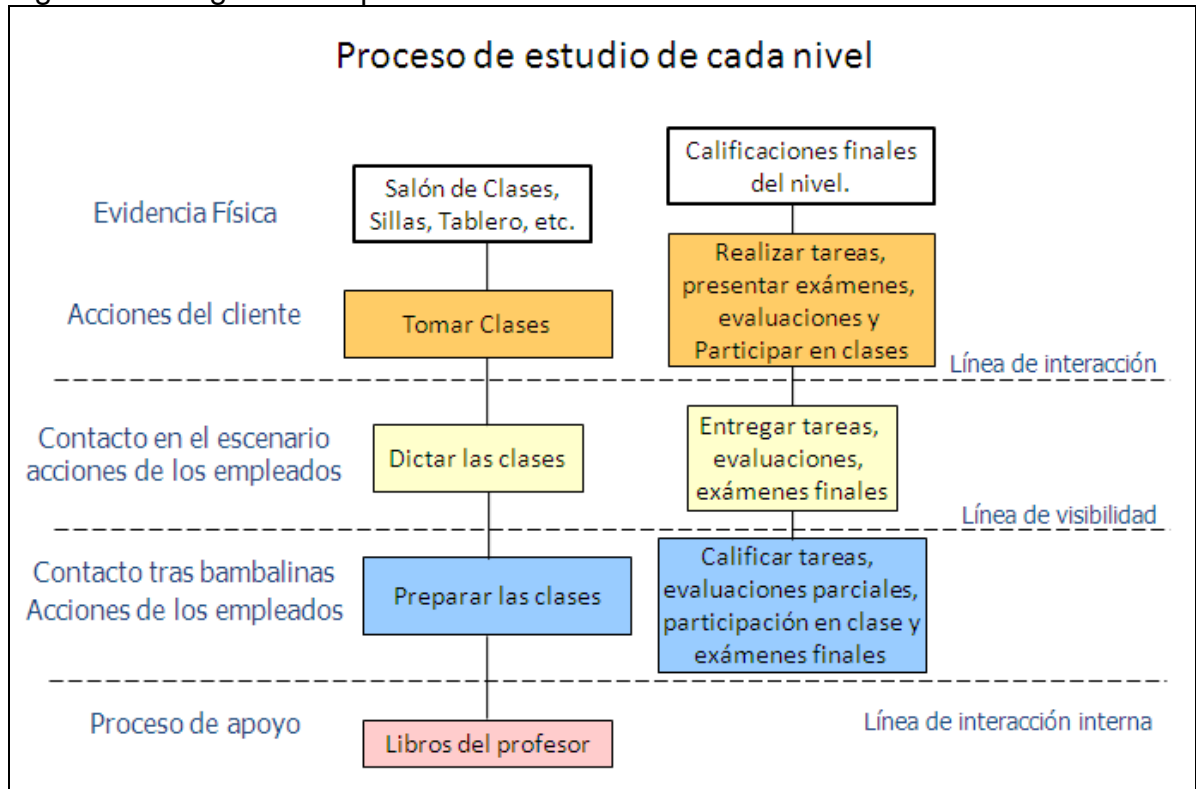 Proceso de estudio de cada nivel
Evidencia Física
Salón de Clases,
Sillas, Tablero, etc.
Calificaciones finales
del nivel.
Acciones del cliente
Tomar Clases
Realizar tareas,
presentar exámenes,
evaluaciones y
Participar en clases
Línea de interacción
Contacto en el escenario
acciones de los empleados
Dictar las clases
Entregar tareas,
evaluaciones,
exámenes finales
Línea de visibilidad
Contacto tras bambalinas
Acciones de los empleados
Preparar las clases
Calificar tareas,
evaluaciones parciales,
participación en clase y
exámenes finales
Proceso de apoyo
Libros del profesor
Línea de interacción interna